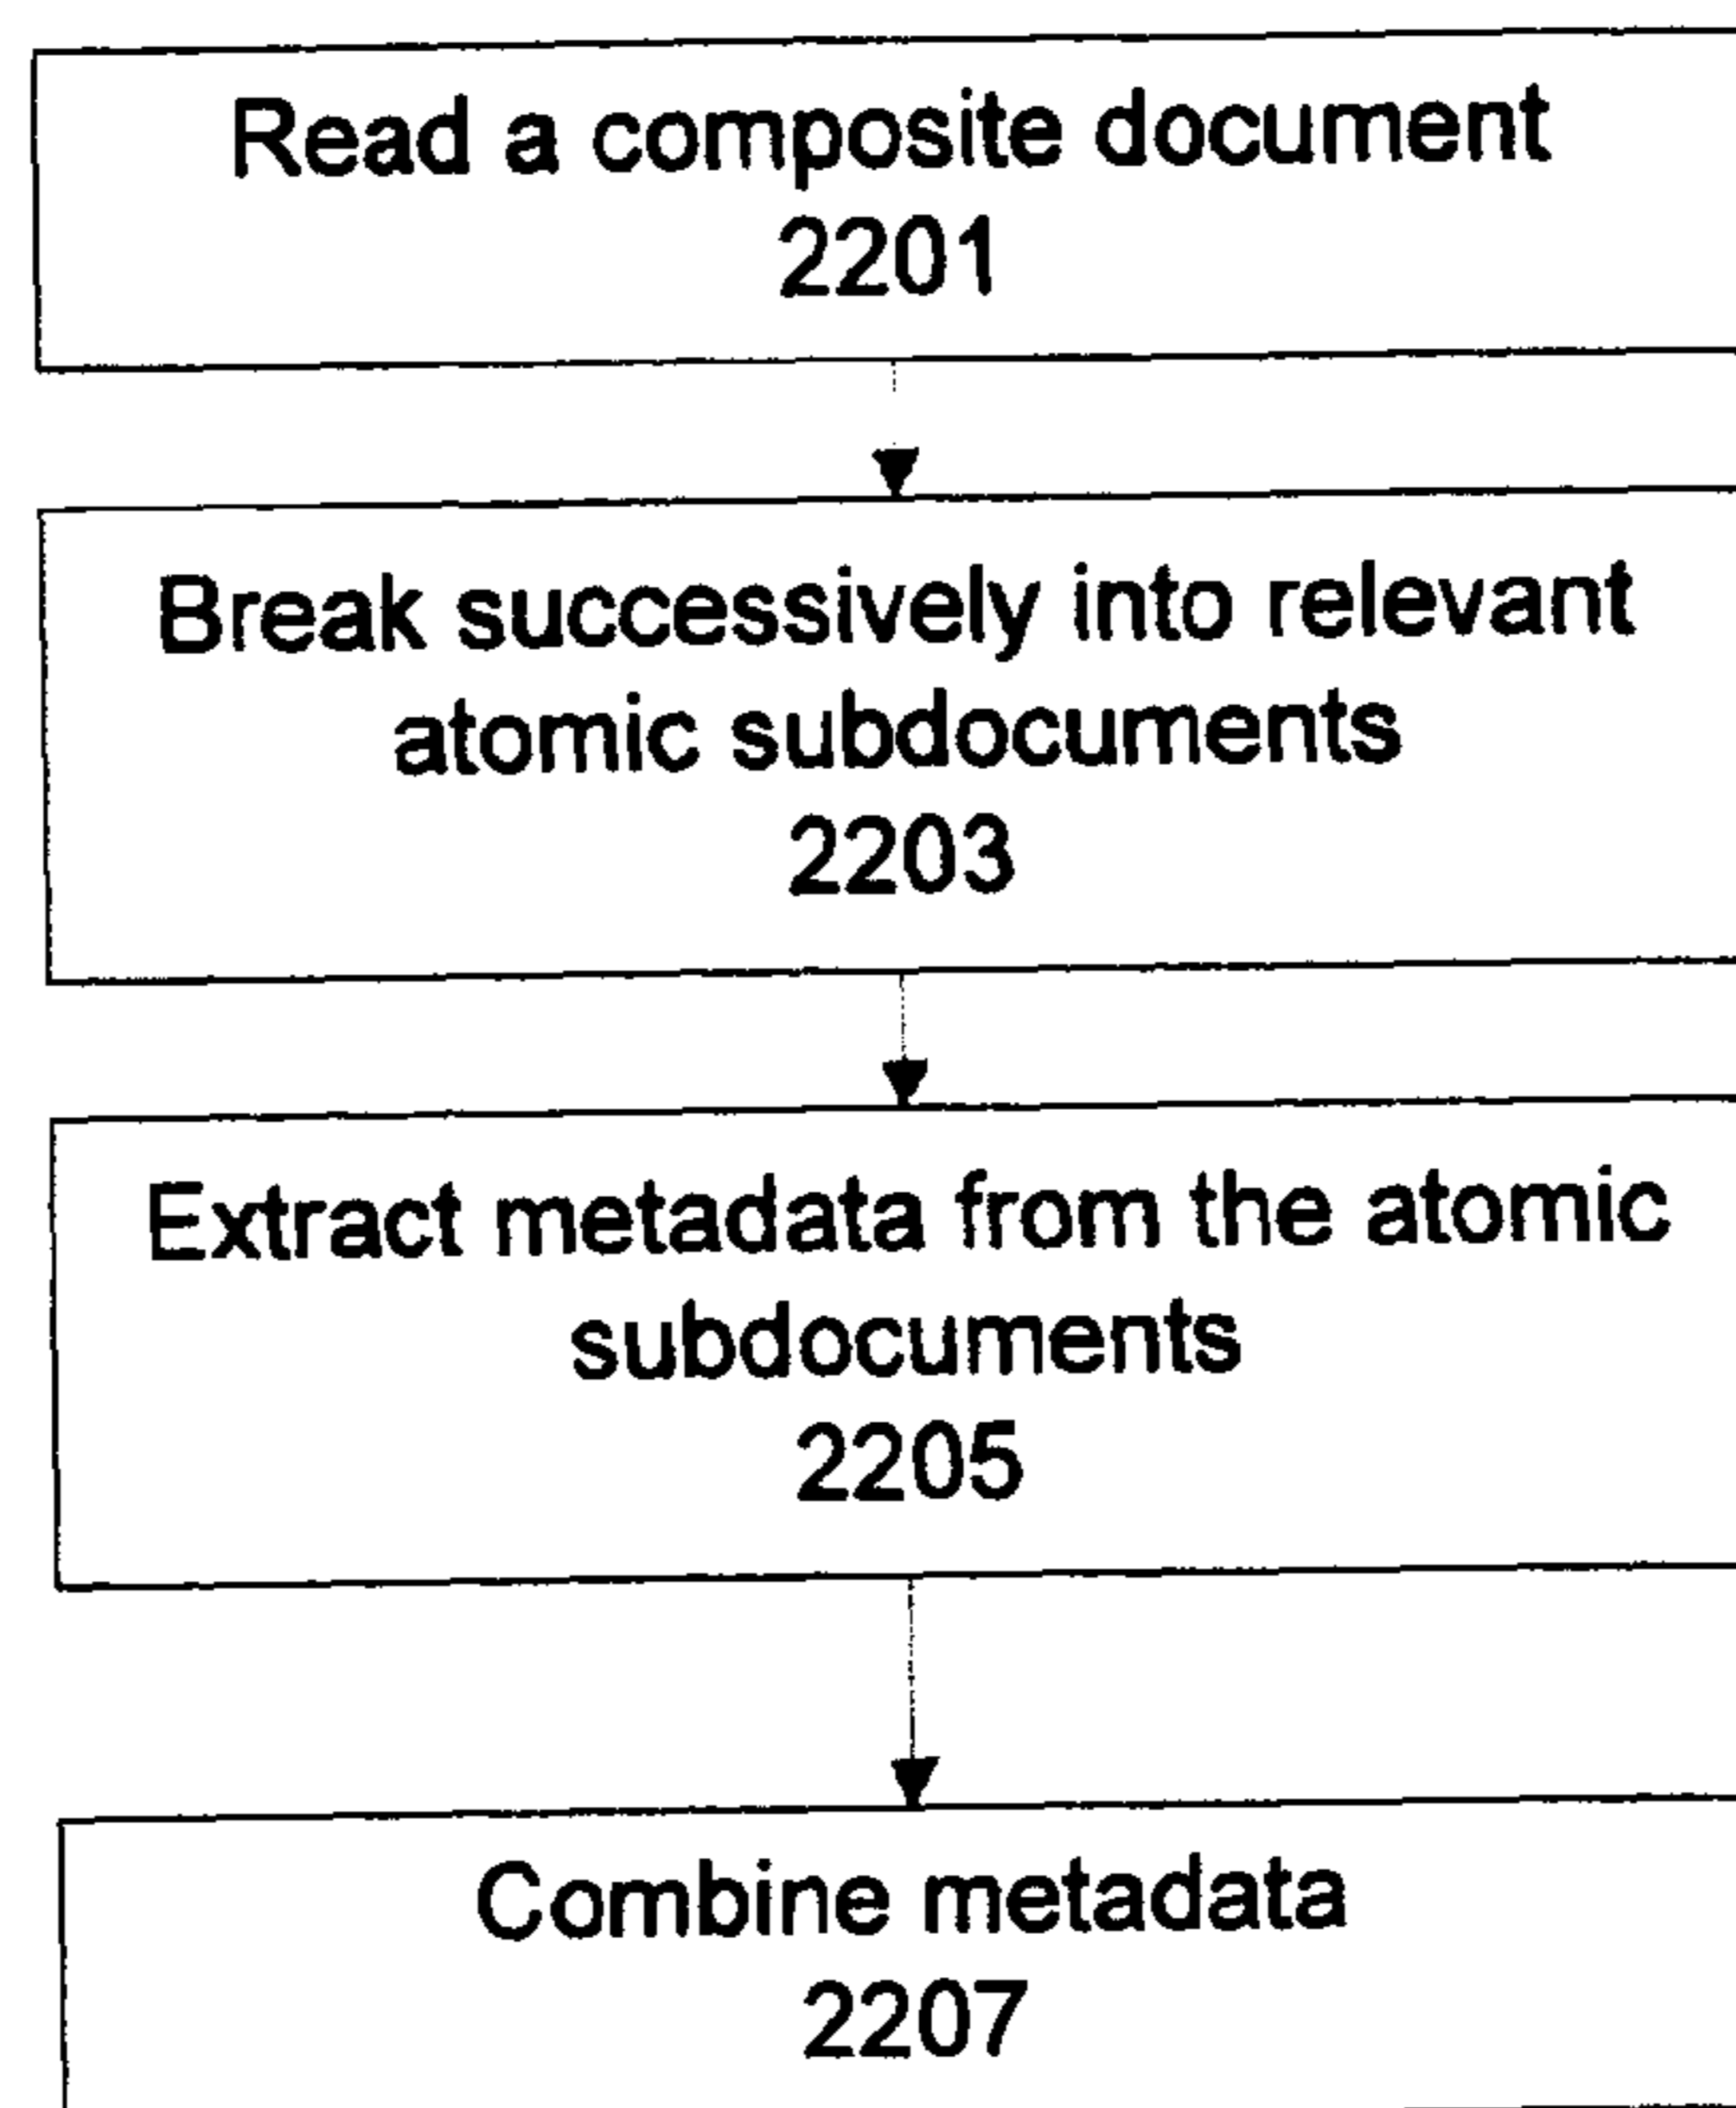 Read a composite document
2201
Break successively into relevant
atomic subdocuments
2203
Extract metadata from the atomic
subdocuments
2205
Combine metadata
2207